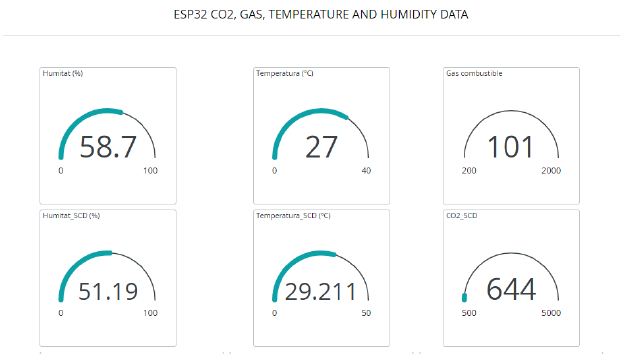 ESP32 CO2, GAS, TEMPERATURE AND HUMIDITY DATA
Humitat (%)
58.7
0 100
Temperatura (ºC)
27
0 40
Gas combustible
101
200 2000
Humitat_SCD (%)
51.19
0 100
Temperatura_SCD (ºC)
29.211
0 50
CO2_SCD
644
500 5000